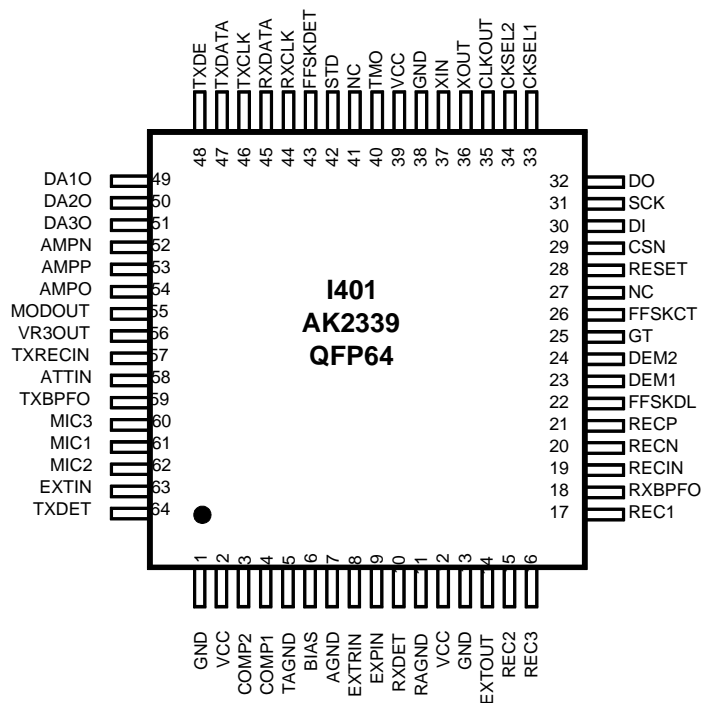 TXDE TXDATA TXCLK RXDATA RXCLK FFSKDET STD NC TMO VCC GND XIN XOUT CLKOUT CKSEL2 CKSEL1
48 47 46 45 44 43 42 41 40 39 38 37 36 35 34 33
DA1O 49
DA2O 50
DA3O 51
AMPN 52
AMPP 53
AMPO 54
MODOUT 55
VR3OUT 56
TXRECIN 57
ATTIN 58
TXBPFO 59
MIC3 60
MIC1 61
MIC2 62
EXTIN 63
TXDET 64
I401
AK2339
QFP64
32 DO
31 SCK
30 DI
29 CSN
28 RESET
27 NC
26 FFSKCT
25 GT
24 DEM2
23 DEM1
22 FFSKDL
21 RECP
20 RECN
19 RECIN
18 RXBPFO
17 REC1
1 2 3 4 5 6 7 8 9 10 11 2 3 4 5 6
GND VCC COMP2 COMP1 TAGND BIAS AGND EXTRIN EXPIN RXDET RAGND VCC GND EXTOUT REC2 REC3